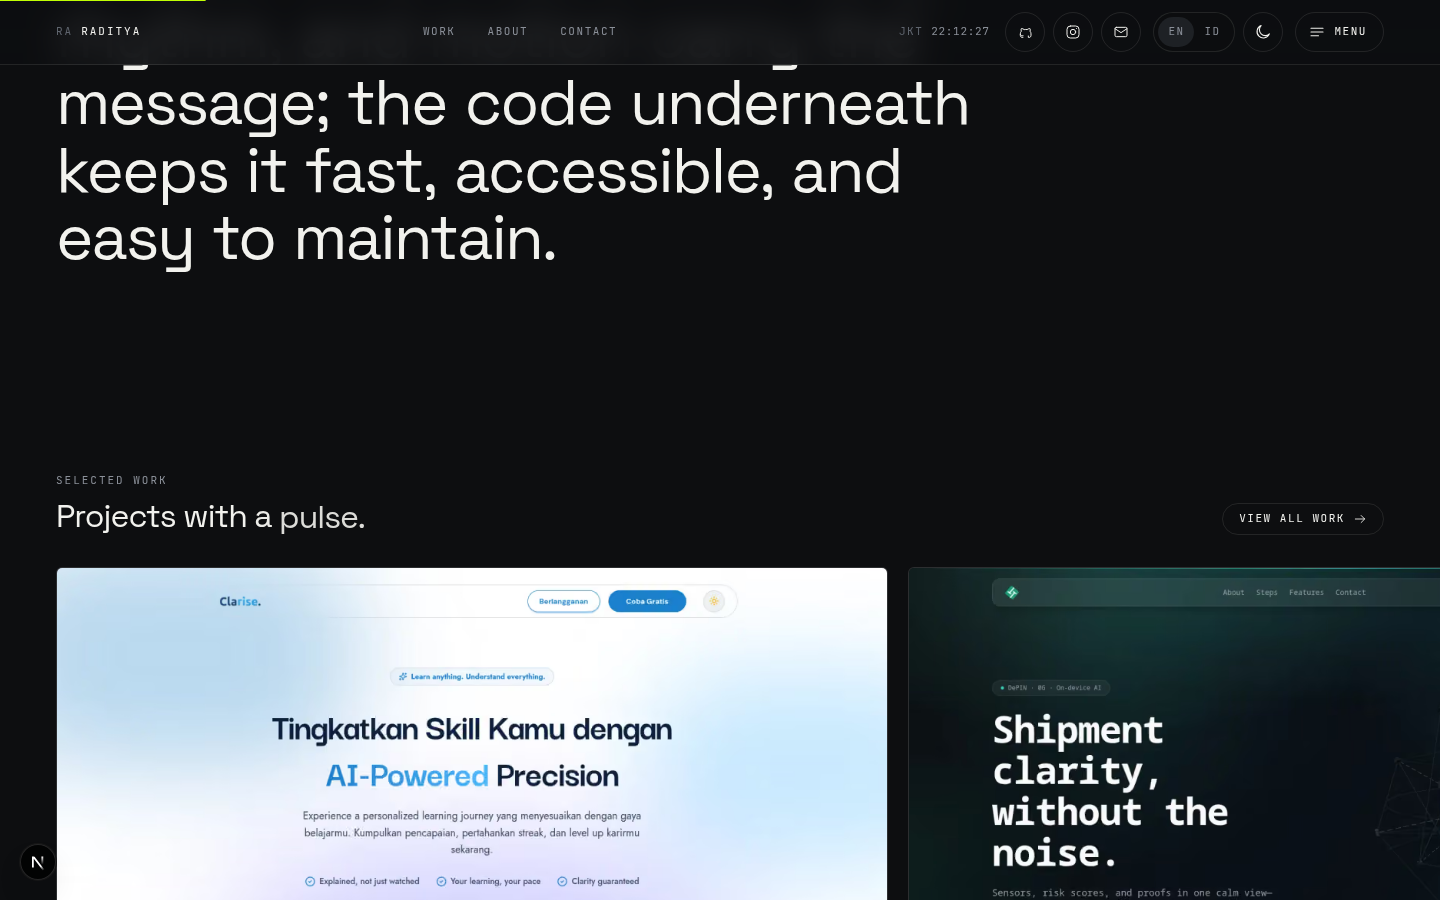 RA RADITYA
WORK ABOUT CONTACT
JKT 22:12:27
EN ID
MENU
message; the code underneath
keeps it fast, accessible, and
easy to maintain.
SELECTED WORK
Projects with a pulse.
VIEW ALL WORK
Clarise.
Berlangganan
Coba Gratis
Learn anything. Understand everything.
Tingkatkan Skill Kamu dengan
AI-Powered Precision
Experience a personalized learning journey yang menyesuaikan dengan gaya
belajarmu. Kumpulkan pencapaian, pertahankan streak, dan level up karirmu
sekarang.
Explained, not just watched
Your learning, your pace
Clarity guaranteed
About Steps Features Contact
On-device AI
Shipment
clarity,
without the
noise.
Sensors, risk scores, and proofs in one calm view—
N